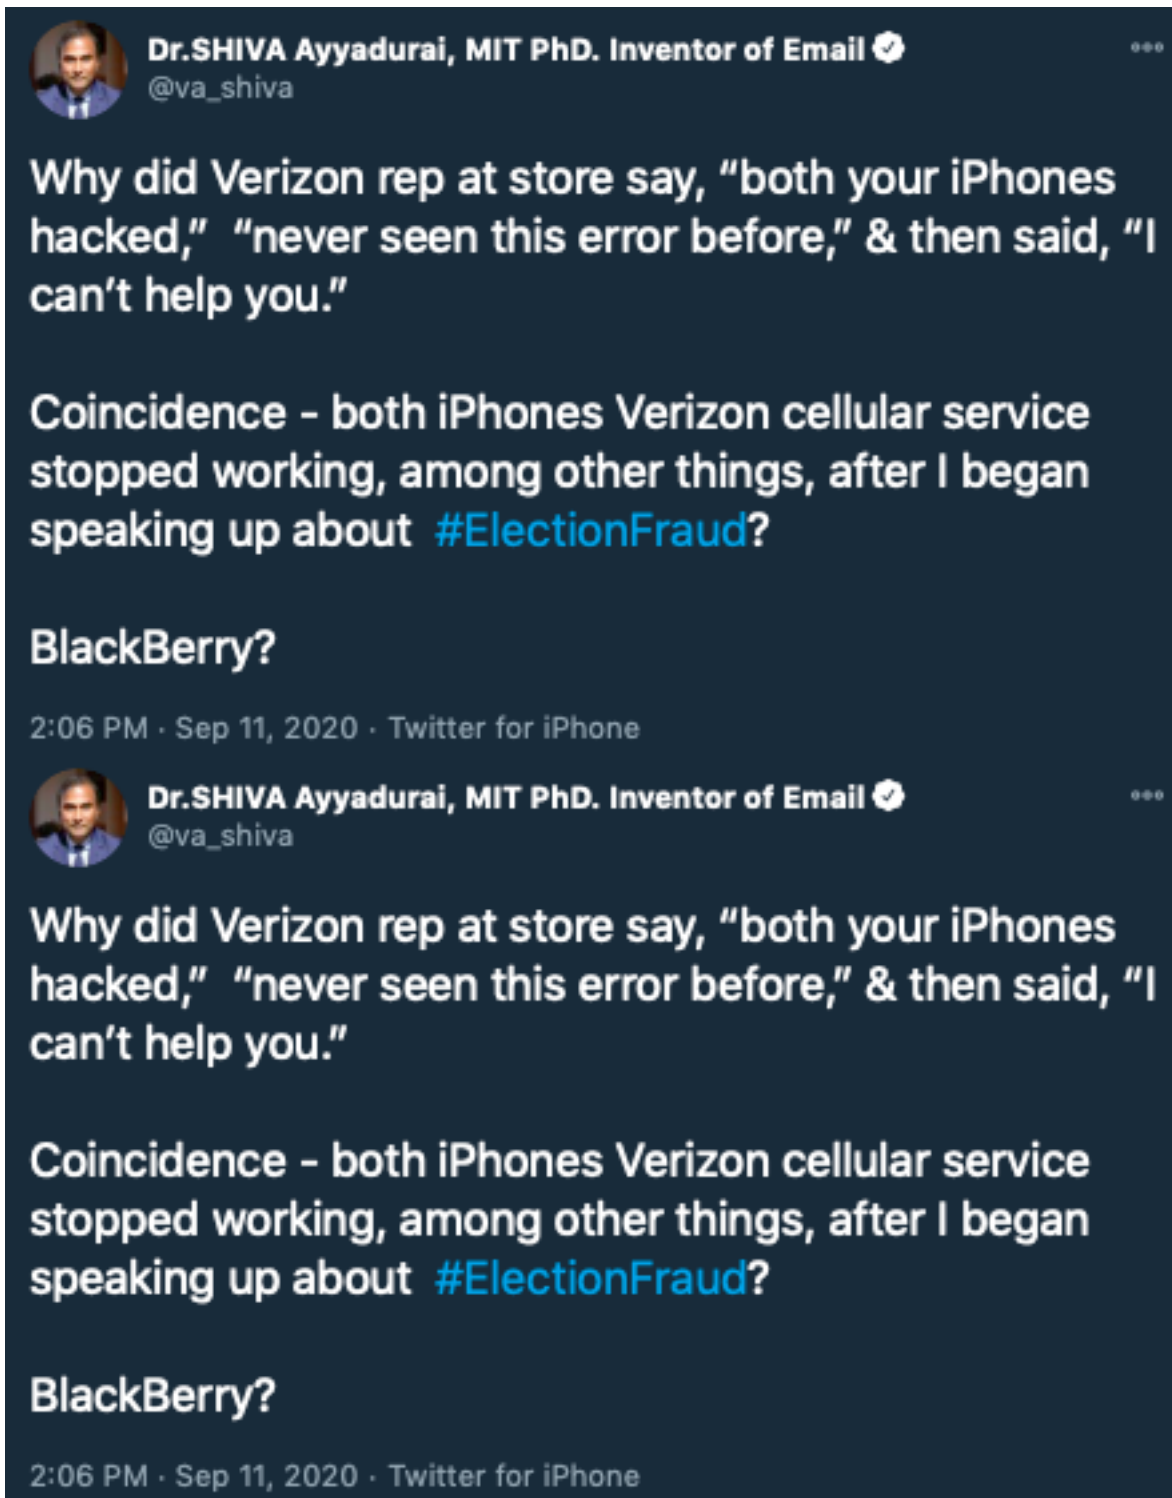 Dr.SHIVA Ayyadurai, MIT PhD. Inventor of Email
@va_shiva
Why did Verizon rep at store say, “both your iPhones
hacked,”  “never seen this error before,” & then said, “I
can’t help you.”
Coincidence - both iPhones Verizon cellular service
stopped working, among other things, after I began
speaking up about  #ElectionFraud?
BlackBerry?
2:06 PM · Sep 11, 2020 · Twitter for iPhone
Dr.SHIVA Ayyadurai, MIT PhD. Inventor of Email
@va_shiva
Why did Verizon rep at store say, “both your iPhones
hacked,”  “never seen this error before,” & then said, “I
can’t help you.”
Coincidence - both iPhones Verizon cellular service
stopped working, among other things, after I began
speaking up about  #ElectionFraud?
BlackBerry?
2:06 PM · Sep 11, 2020 · Twitter for iPhone